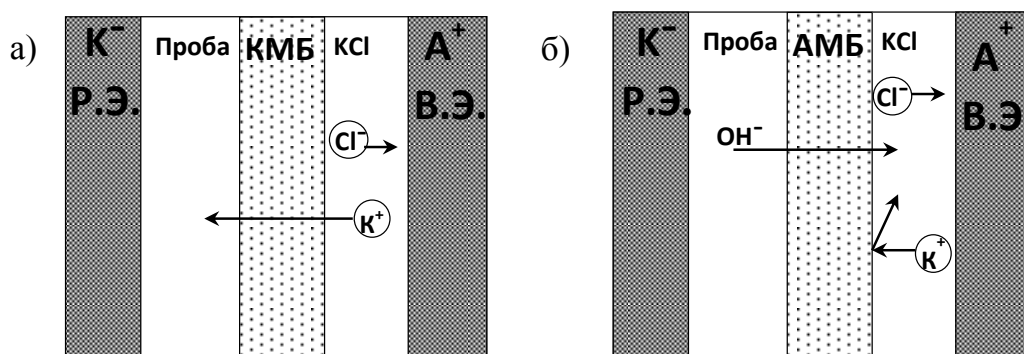 а)
К⁻
Р.Э.
Проба
КМБ
KCl
Cl⁻
К⁺
А⁺
В.Э.
б)
К⁻
Р.Э.
Проба
АМБ
KCl
OH⁻
Cl⁻
К⁺
А⁺
В.Э